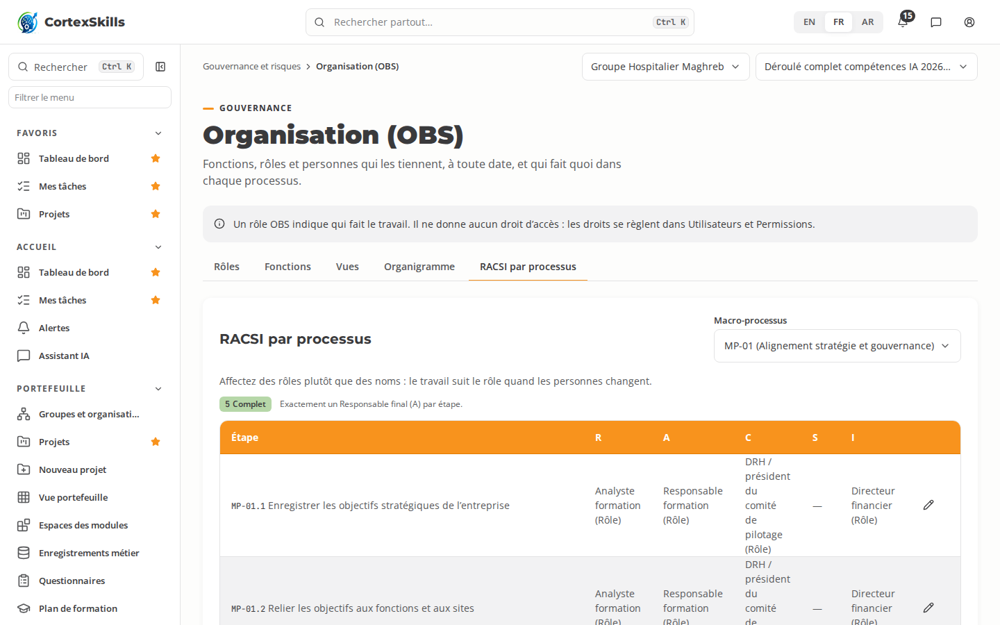 CortexSkills
Rechercher partout...
Ctrl K
EN FR AR
15
Rechercher Ctrl K
Filtrer le menu
FAVORIS
Tableau de bord
Mes tâches
Projets
ACCUEIL
Tableau de bord
Mes tâches
Alertes
Assistant IA
PORTEFEUILLE
Groupes et organisati...
Projets
Nouveau projet
Vue portefeuille
Espaces des modules
Enregistrements métier
Questionnaires
Plan de formation
Gouvernance et risques > Organisation (OBS)
Groupe Hospitalier Maghreb
Déroulé complet compétences IA 2026...
GOUVERNANCE
Organisation (OBS)
Fonctions, rôles et personnes qui les tiennent, à toute date, et qui fait quoi dans
chaque processus.
Un rôle OBS indique qui fait le travail. Il ne donne aucun droit d’accès : les droits se règlent dans Utilisateurs et Permissions.
Rôles Fonctions Vues Organigramme RACSI par processus
RACSI par processus
Macro-processus
MP-01 (Alignement stratégie et gouvernance)
Affectez des rôles plutôt que des noms : le travail suit le rôle quand les personnes changent.
5 Complet Exactement un Responsable final (A) par étape.
Étape R A C S I
MP-01.1 Enregistrer les objectifs stratégiques de l’entreprise
Analyste
formation
(Rôle)
Responsable
formation
(Rôle)
DRH /
président
du
comité
de
pilotage
(Rôle)
—
Directeur
financier
(Rôle)
MP-01.2 Relier les objectifs aux fonctions et aux sites
Analyste
formation
(Rôle)
Responsable
formation
(Rôle)
DRH /
président
du
comité
de
—
Directeur
financier
(Rôle)